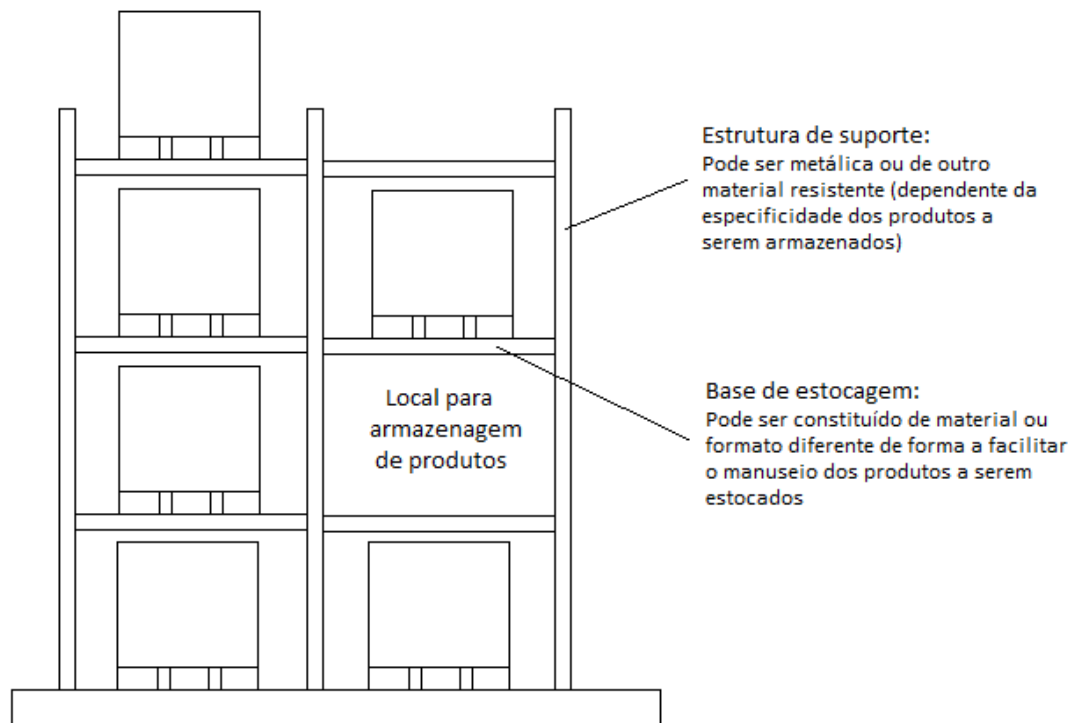 Estrutura de suporte:
Pode ser metálica ou de outro
material resistente (dependente da
especificidade dos produtos a
serem armazenados)
Local para
armazenagem
de produtos
Base de estocagem:
Pode ser constituído de material ou
formato diferente de forma a facilitar
o manuseio dos produtos a serem
estocados